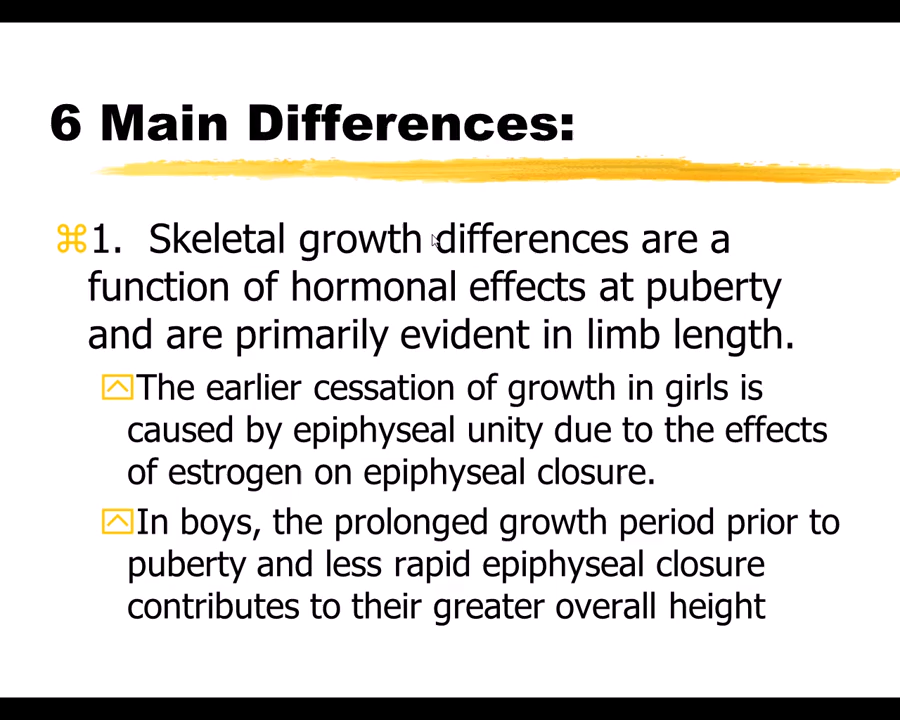 6 Main Differences:
⌘1. Skeletal growth differences are a
function of hormonal effects at puberty
and are primarily evident in limb length.
The earlier cessation of growth in girls is
caused by epiphyseal unity due to the effects
of estrogen on epiphyseal closure.
In boys, the prolonged growth period prior to
puberty and less rapid epiphyseal closure
contributes to their greater overall height